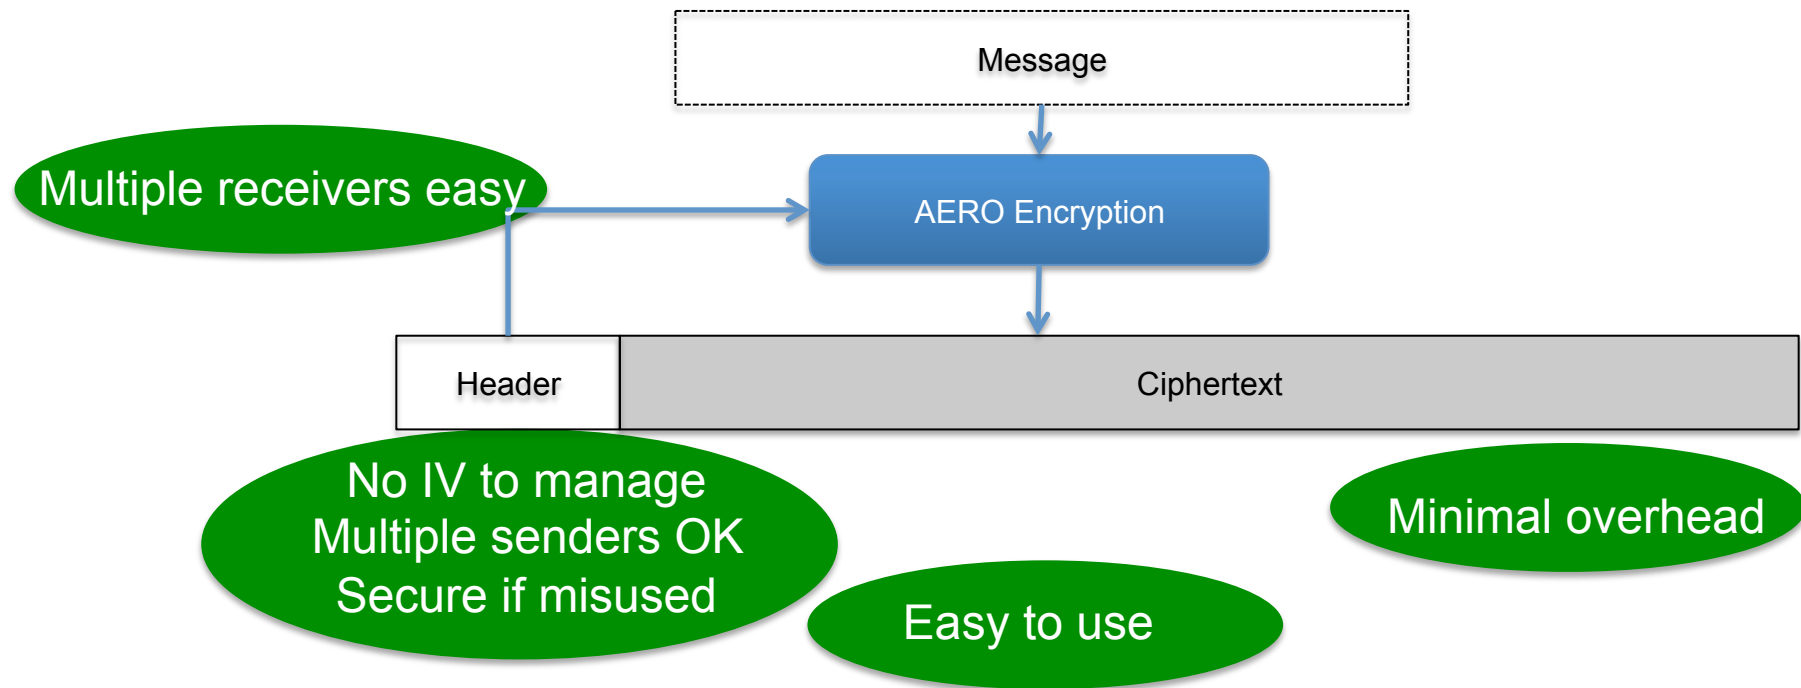 Message
Multiple receivers easy
AERO Encryption
Header
Ciphertext
No IV to manage
Multiple senders OK
Secure if misused
Minimal overhead
Easy to use